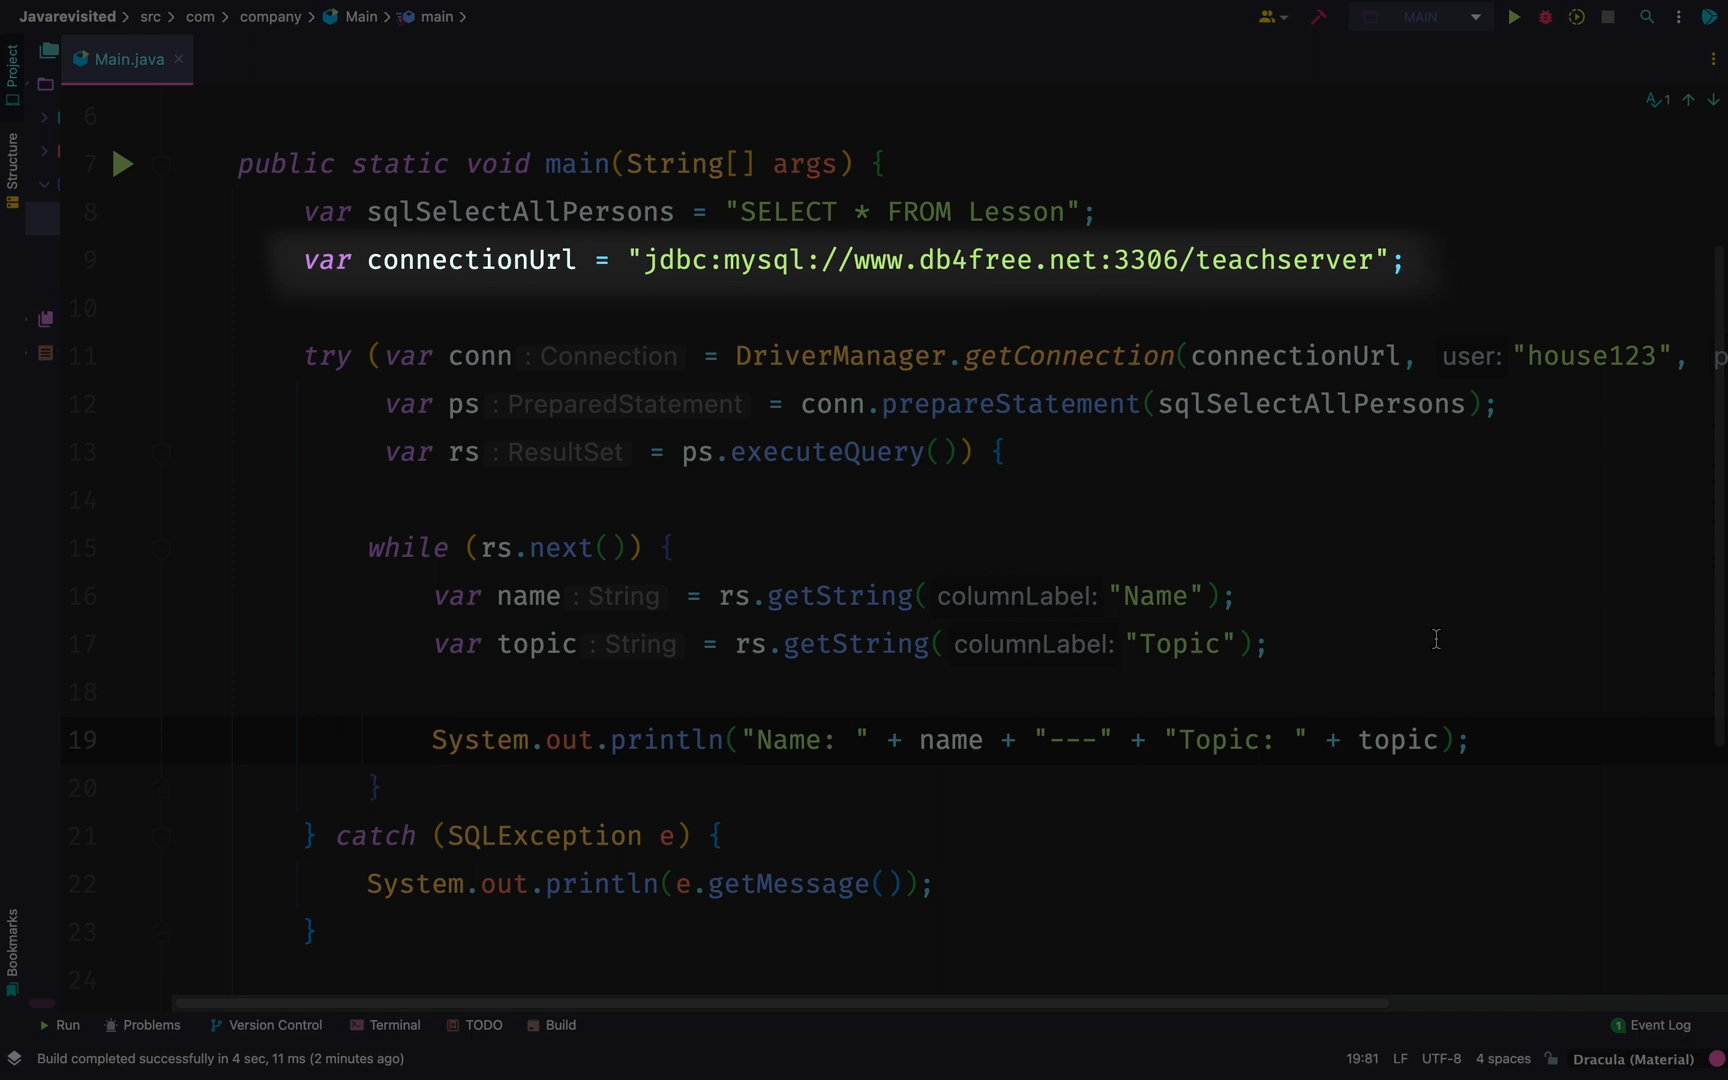 Javarevisited > src > com > company > Main > main >
MAIN
Project
Main.java ×
1
6
7 public static void main(String[] args) {
Structure
8 var sqlSelectAllPersons = "SELECT * FROM Lesson";
9 var connectionUrl = "jdbc:mysql://www.db4free.net:3306/teachserver";
10
11 try (var conn : Connection = DriverManager.getConnection(connectionUrl, user: "house123", p
12 var ps : PreparedStatement = conn.prepareStatement(sqlSelectAllPersons);
13 var rs : ResultSet = ps.executeQuery()) {
14
15 while (rs.next()) {
16 var name : String = rs.getString( columnLabel: "Name");
17 var topic : String = rs.getString( columnLabel: "Topic");
18
19 System.out.println("Name: " + name + "---" + "Topic: " + topic);
20 }
21 } catch (SQLException e) {
22 System.out.println(e.getMessage());
23 }
24
Bookmarks
Run Problems Version Control Terminal TODO Build 1 Event Log
Build completed successfully in 4 sec, 11 ms (2 minutes ago) 19:81 LF UTF-8 4 spaces Dracula (Material)